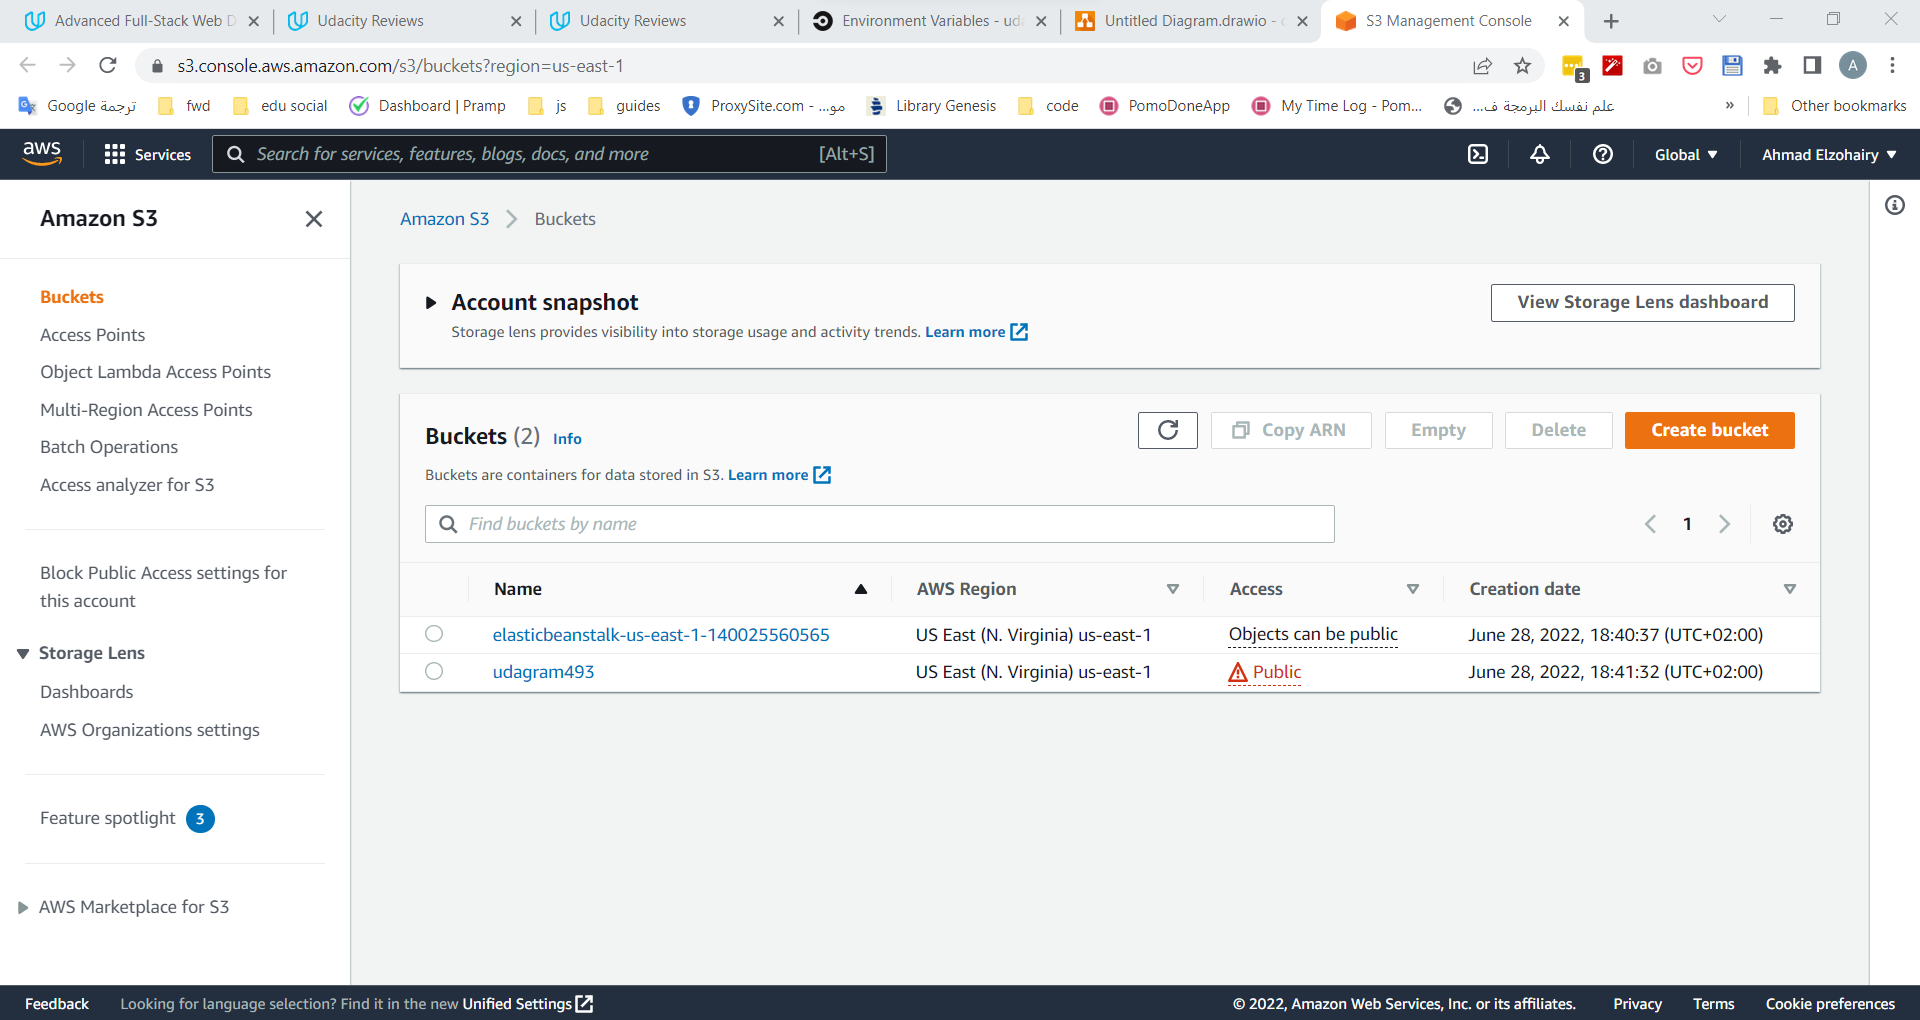 Advanced Full-Stack Web D
Udacity Reviews
Udacity Reviews
Environment Variables - uda
Untitled Diagram.drawio - d
S3 Management Console
s3.console.aws.amazon.com/s3/buckets?region=us-east-1
3
A
ترجمة Google
fwd
edu social
Dashboard | Pramp
js
guides
ProxySite.com - مو...
Library Genesis
code
PomoDoneApp
My Time Log - Pom...
علم نفسك البرمجة ف...
»
Other bookmarks
aws
Services
Search for services, features, blogs, docs, and more
[Alt+S]
Global
Ahmad Elzohairy
Amazon S3
Buckets
Access Points
Object Lambda Access Points
Multi-Region Access Points
Batch Operations
Access analyzer for S3
Block Public Access settings for
this account
Storage Lens
Dashboards
AWS Organizations settings
Feature spotlight 3
AWS Marketplace for S3
Amazon S3 > Buckets
Account snapshot
Storage lens provides visibility into storage usage and activity trends. Learn more
View Storage Lens dashboard
Buckets (2) Info
Copy ARN
Empty
Delete
Create bucket
Buckets are containers for data stored in S3. Learn more
Find buckets by name
1
Name AWS Region Access Creation date
elasticbeanstalk-us-east-1-140025560565 US East (N. Virginia) us-east-1 Objects can be public June 28, 2022, 18:40:37 (UTC+02:00)
udagram493 US East (N. Virginia) us-east-1 Public June 28, 2022, 18:41:32 (UTC+02:00)
Feedback
Looking for language selection? Find it in the new Unified Settings
© 2022, Amazon Web Services, Inc. or its affiliates.
Privacy
Terms
Cookie preferences